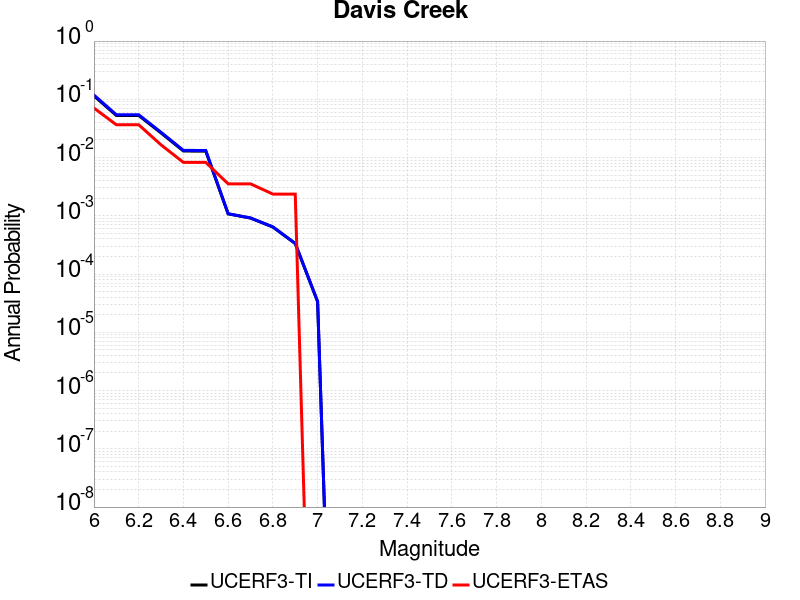 Davis Creek
10^0
10^-1
10^-2
10^-3
10^-4
10^-5
10^-6
10^-7
10^-8
Annual Probability
6 6.2 6.4 6.6 6.8 7 7.2 7.4 7.6 7.8 8 8.2 8.4 8.6 8.8 9
Magnitude
UCERF3-TI UCERF3-TD UCERF3-ETAS